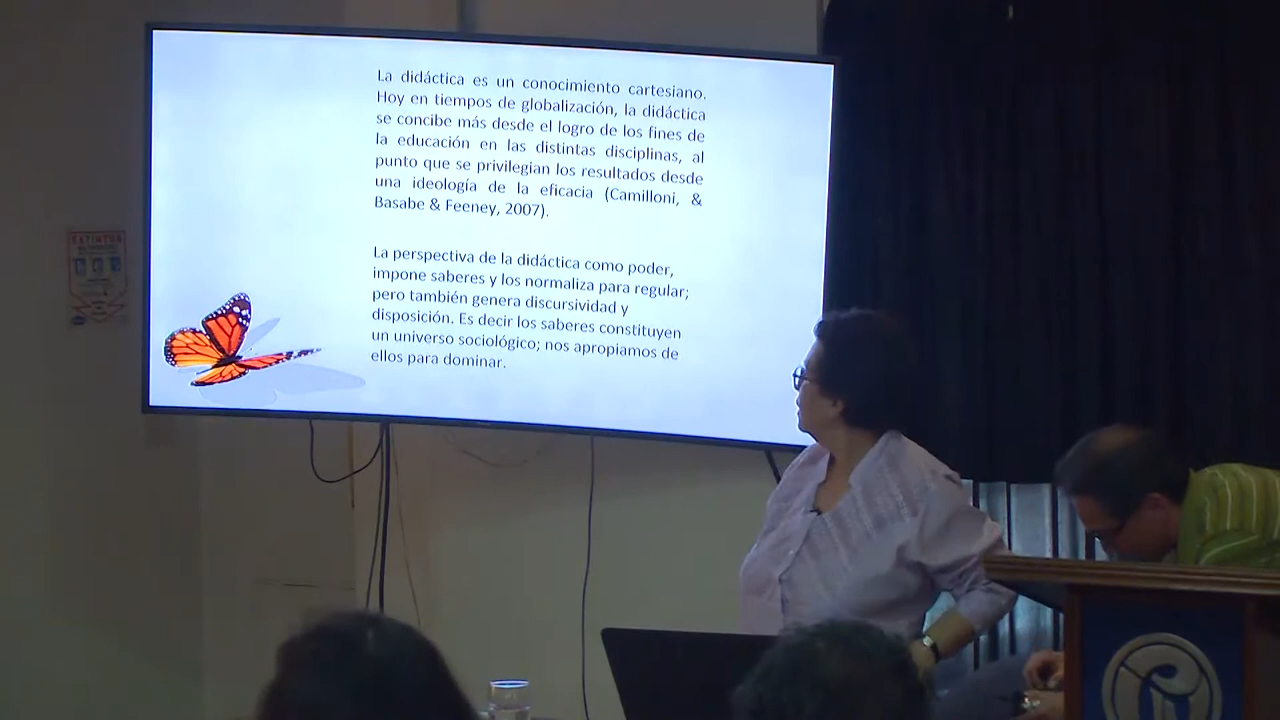 La didáctica es un conocimiento cartesiano.
Hoy en tiempos de globalización, la didáctica
se concibe más desde el logro de los fines de
la educación en las distintas disciplinas, al
punto que se privilegian los resultados desde
una ideología de la eficacia (Camilloni, &
Basabe & Feeney, 2007).
La perspectiva de la didáctica como poder,
impone saberes y los normaliza para regular;
pero también genera discursividad y
disposición. Es decir los saberes constituyen
un universo sociológico; nos apropiamos de
ellos para dominar.
EXTINTOR